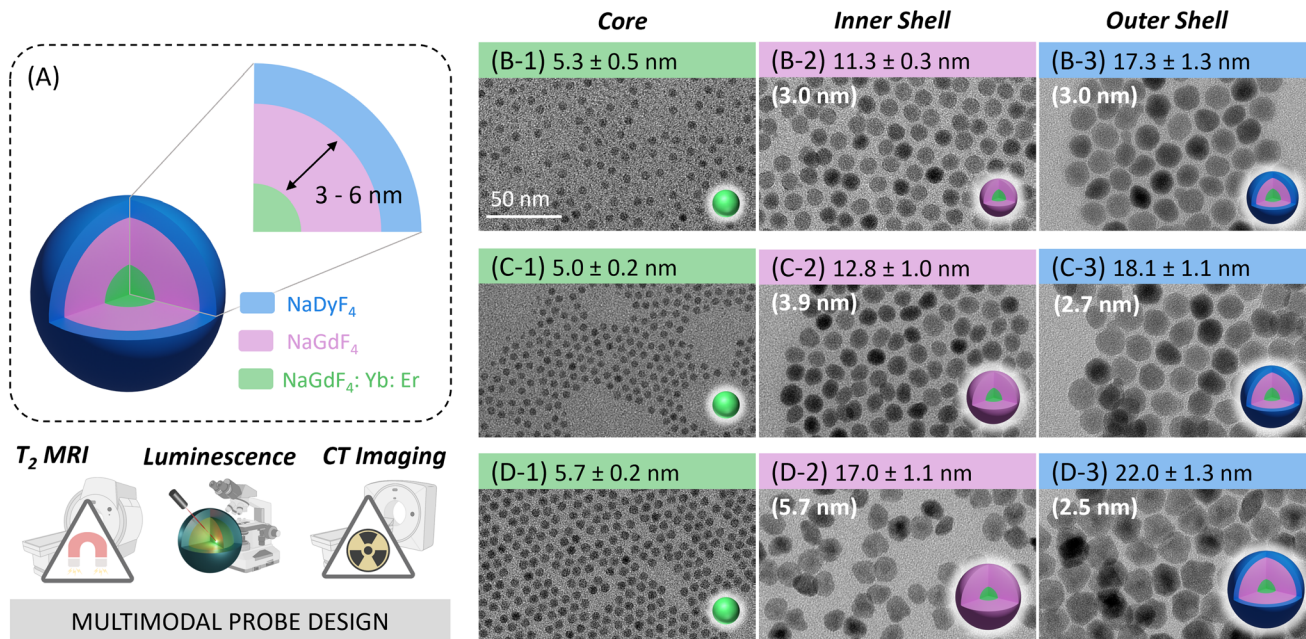 (A)
3 - 6 nm
NaDyF₄
NaGdF₄
NaGdF₄: Yb: Er
T₂ MRI
Luminescence
CT Imaging
MULTIMODAL PROBE DESIGN
Core
Inner Shell
Outer Shell
(B-1) 5.3 ± 0.5 nm
50 nm
(B-2) 11.3 ± 0.3 nm
(3.0 nm)
(B-3) 17.3 ± 1.3 nm
(3.0 nm)
(C-1) 5.0 ± 0.2 nm
(C-2) 12.8 ± 1.0 nm
(3.9 nm)
(C-3) 18.1 ± 1.1 nm
(2.7 nm)
(D-1) 5.7 ± 0.2 nm
(D-2) 17.0 ± 1.1 nm
(5.7 nm)
(D-3) 22.0 ± 1.3 nm
(2.5 nm)